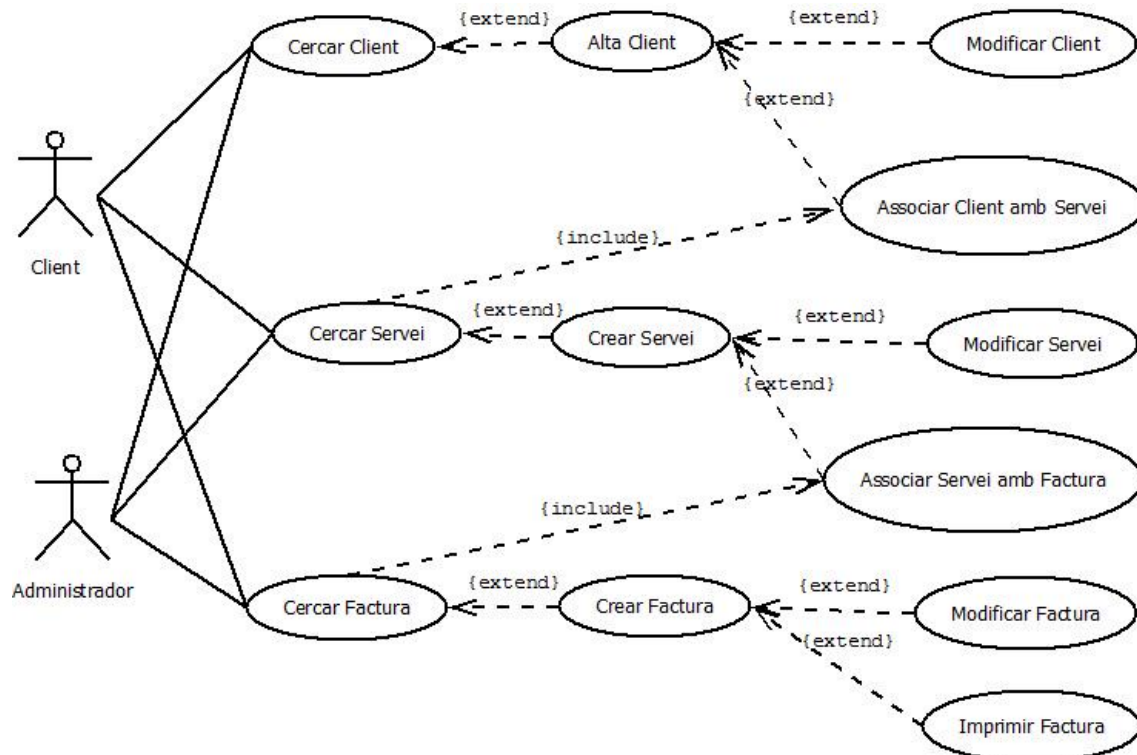 {extend}
{extend}
Cercar Client
Alta Client
Modificar Client
{extend}
Associar Client amb Servei
{include}
Client
{extend}
{extend}
Cercar Servei
Crear Servei
Modificar Servei
{extend}
Associar Servei amb Factura
{include}
Administrador
{extend}
{extend}
Cercar Factura
Crear Factura
Modificar Factura
{extend}
Imprimir Factura